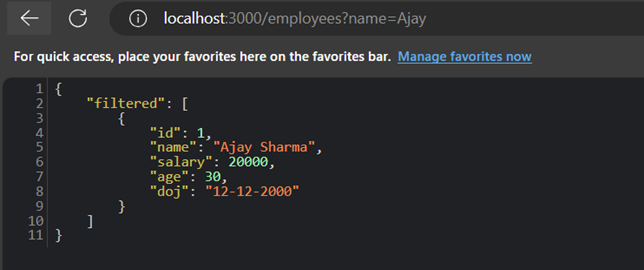 localhost:3000/employees?name=Ajay
For quick access, place your favorites here on the favorites bar. Manage favorites now
1 {
2     "filtered": [
3         {
4             "id": 1,
5             "name": "Ajay Sharma",
6             "salary": 20000,
7             "age": 30,
8             "doj": "12-12-2000"
9         }
10     ]
11 }